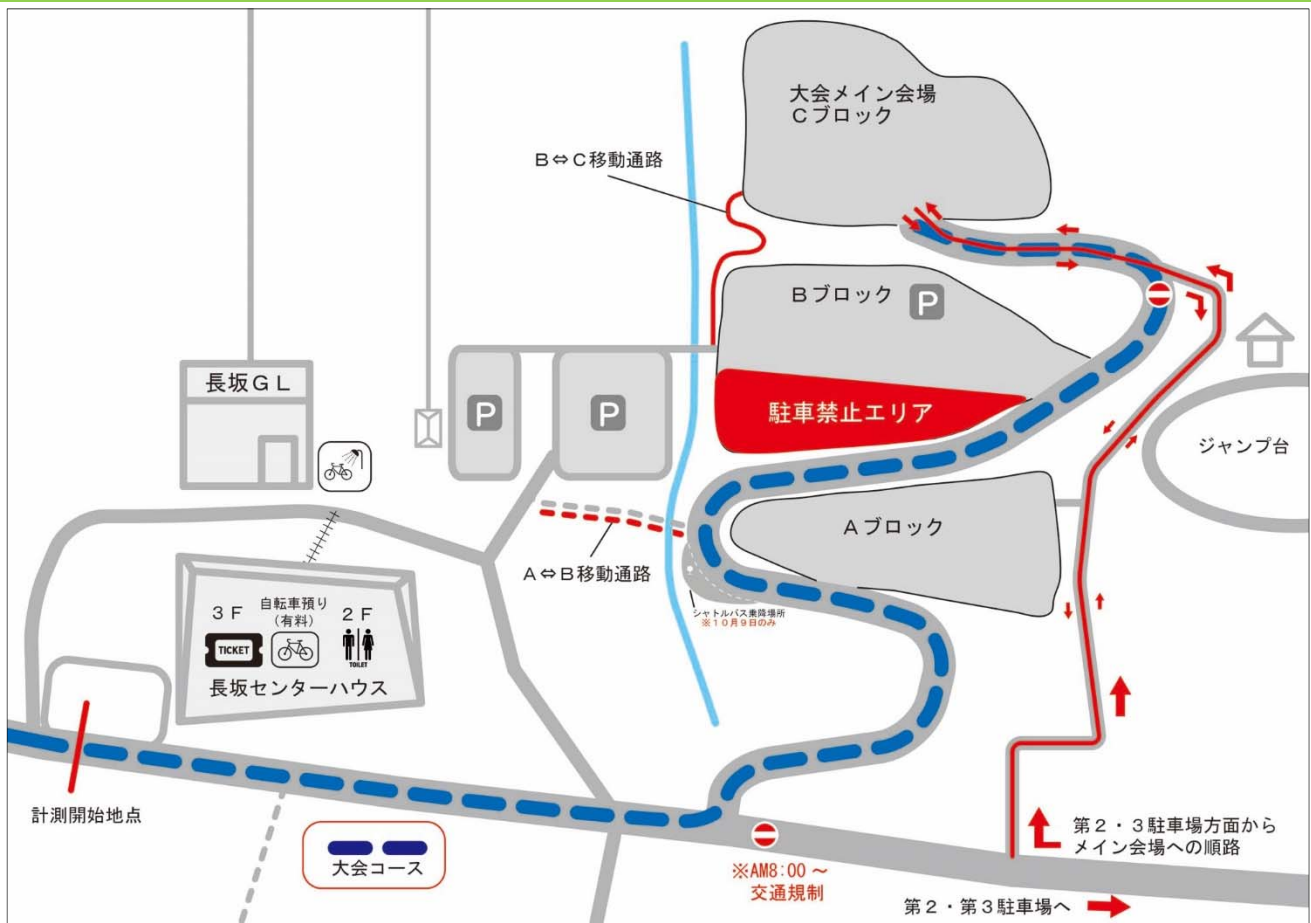 大会メイン会場
Cブロック
B⇔C移動通路
Bブロック P
長坂GL
P
P
駐車禁止エリア
ジャンプ台
Aブロック
A⇔B移動通路
シャトルバス乗降場所
※10月9日のみ
3F
自転車預り
(有料)
2F
TICKET
TOILET
長坂センターハウス
計測開始地点
大会コース
※AM8:00 ~
交通規制
第2・3駐車場方面から
メイン会場への順路
第2・第3駐車場へ